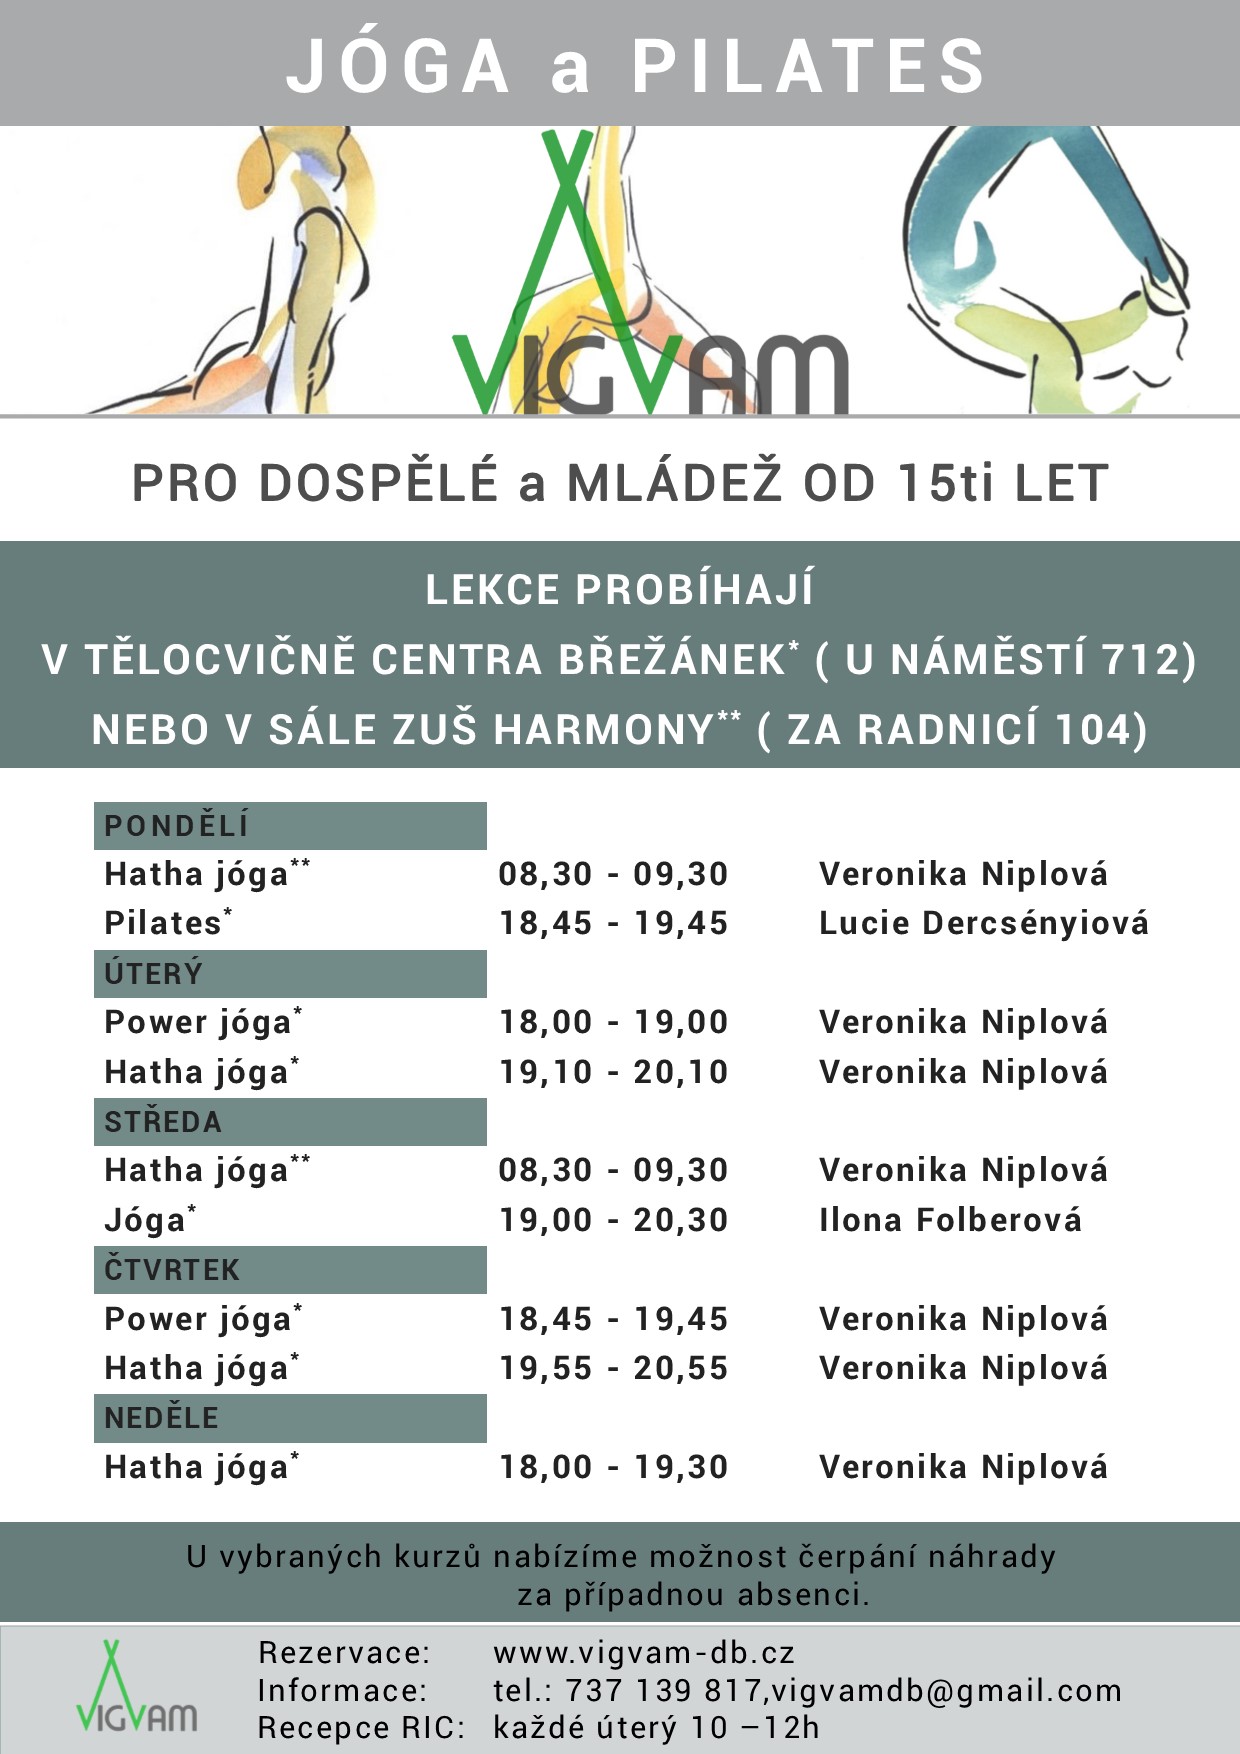 JÓGA a PILATES
VIGVAM
PRO DOSPĚLÉ a MLÁDEŽ OD 15ti LET
LEKCE PROBÍHAJÍ
V TĚLOCVIČNĚ CENTRA BŘEŽÁNEK* ( U NÁMĚSTÍ 712)
NEBO V SÁLE ZUŠ HARMONY** ( ZA RADNICÍ 104)
PONDĚLÍ
Hatha jóga** 08,30 - 09,30 Veronika Niplová
Pilates* 18,45 - 19,45 Lucie Dercsényiová
ÚTERÝ
Power jóga* 18,00 - 19,00 Veronika Niplová
Hatha jóga* 19,10 - 20,10 Veronika Niplová
STŘEDA
Hatha jóga** 08,30 - 09,30 Veronika Niplová
Jóga* 19,00 - 20,30 Ilona Folberová
ČTVRTEK
Power jóga* 18,45 - 19,45 Veronika Niplová
Hatha jóga* 19,55 - 20,55 Veronika Niplová
NEDĚLE
Hatha jóga* 18,00 - 19,30 Veronika Niplová
U vybraných kurzů nabízíme možnost čerpání náhrady
za případnou absenci.
VIGVAM
Rezervace: www.vigvam-db.cz
Informace: tel.: 737 139 817,vigvamdb@gmail.com
Recepce RIC: každé úterý 10 –12h